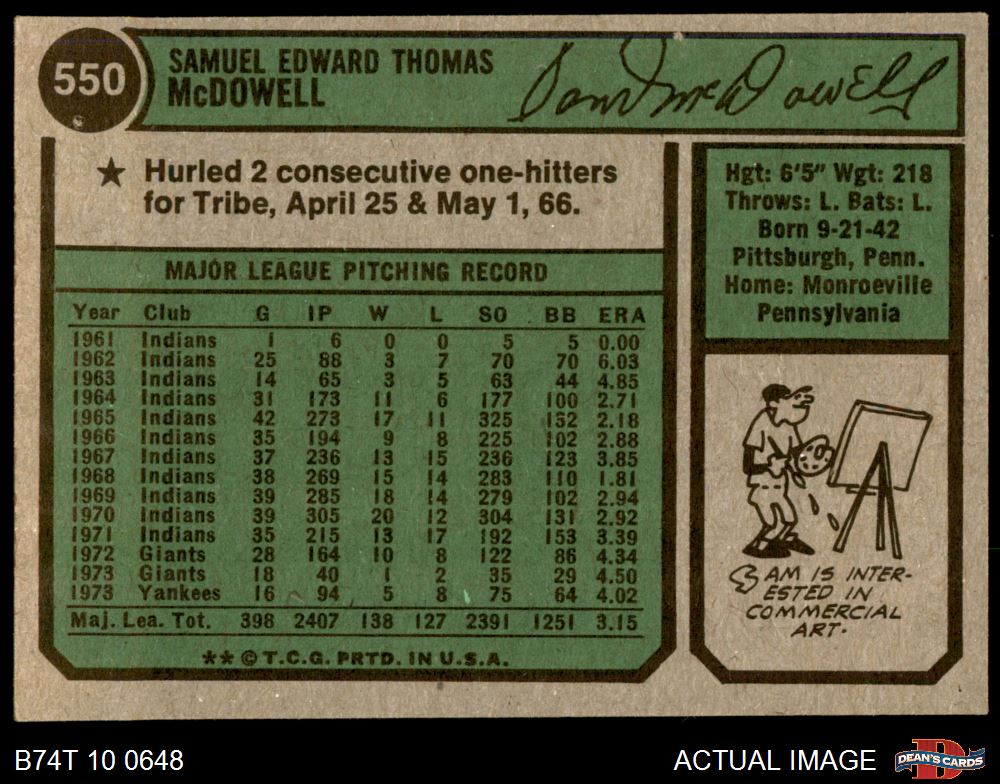 550
SAMUEL EDWARD THOMAS
McDOWELL
Sam McDowell
★ Hurled 2 consecutive one-hitters
for Tribe, April 25 & May 1, 66.
MAJOR LEAGUE PITCHING RECORD
Year Club G IP W L SO BB ERA
1961 Indians 1 6 0 0 5 5 0.00
1962 Indians 25 88 3 7 70 70 6.03
1963 Indians 14 65 3 5 63 44 4.85
1964 Indians 31 173 11 6 177 100 2.71
1965 Indians 42 273 17 11 325 132 2.18
1966 Indians 35 194 9 8 225 102 2.88
1967 Indians 37 236 13 15 236 123 3.85
1968 Indians 38 269 15 14 283 110 1.81
1969 Indians 39 285 18 14 279 102 2.94
1970 Indians 39 305 20 12 304 131 2.92
1971 Indians 35 215 13 17 192 153 3.39
1972 Giants 28 164 10 8 122 86 4.34
1973 Giants 18 40 1 2 35 29 4.50
1973 Yankees 16 94 5 8 75 64 4.02
Maj. Lea. Tot. 398 2407 138 127 2391 1251 3.15
** © T.C.G. PRTD. IN U.S.A.
Hgt: 6'5" Wgt: 218
Throws: L. Bats: L.
Born 9-21-42
Pittsburgh, Penn.
Home: Monroeville
Pennsylvania
SAM IS INTER-
ESTED IN
COMMERCIAL
ART.
B74T 10 0648
ACTUAL IMAGE
D
DEAN'S CARDS